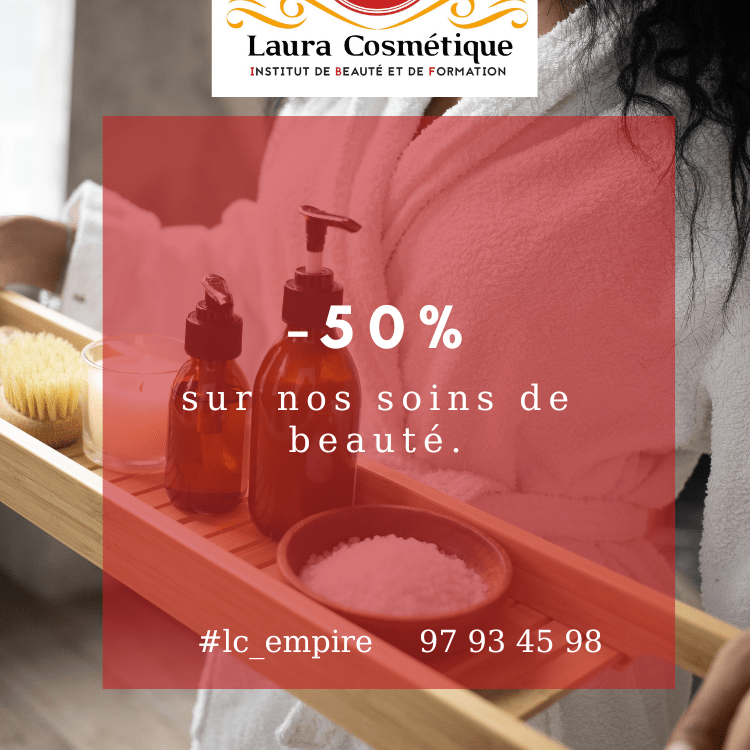 Laura Cosmétique
INSTITUT DE BEAUTÉ ET DE FORMATION
-50%
sur nos soins de
beauté.
#lc_empire 97 93 45 98